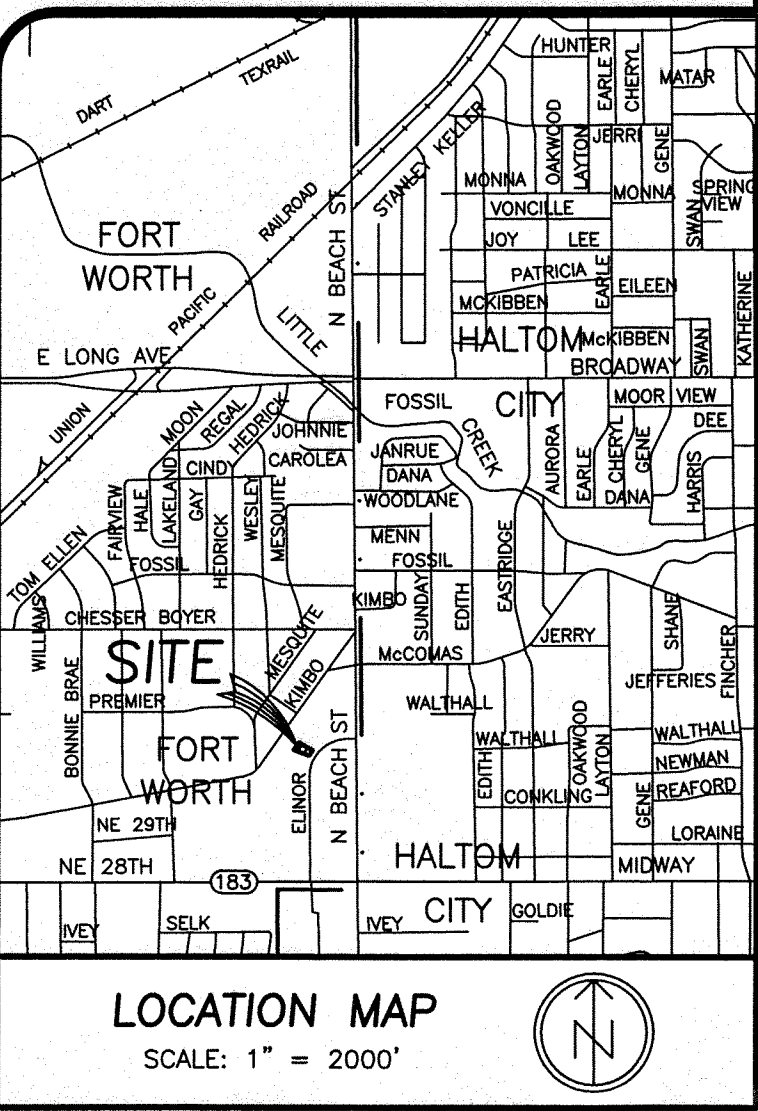 HUNTER
DART
TEXRAIL
EARLE
CHERYL
MATAR
STANLEY KELLER
OAKWOOD
LAYTON
JERRI
GENE
MONNA
MONNA
SPRING
VIEW
RAILROAD
N BEACH ST
VONCILLE
SWAN
FORT
WORTH
JOY LEE
PATRICIA
EARLE
EILEEN
PACIFIC
LITTLE
MCKIBBEN
KATHERINE
HALTOM
McKIBBEN
SWAN
E LONG AVE
BROADWAY
FOSSIL
CITY
MOOR VIEW
UNION
MOON
REGAL
HEDRICK
JOHNNIE
CREEK
DEE
CINDY
CAROLEA
JANRUE
DANA
AURORA
EARLE
CHERYL
GENE
HARRIS
FAIRVIEW
HALE
LAKELAND
GAY
HEDRICK
WESLEY
MESQUITE
WOODLANE
DANA
MENN
TOM ELLEN
FOSSIL
FOSSIL
EASTRIDGE
WILLIAMS
KIMBO
SUNDAY
EDITH
SHANE
CHESSER BOYER
MESQUITE
JERRY
FINCHER
SITE
KIMBO
McCOMAS
JEFFERIES
BONNIE BRAE
PREMIER
WALTHALL
OAKWOOD
LAYTON
FORT
WORTH
N BEACH ST
WALTHALL
WALTHALL
NEWMAN
ELINOR
EDITH
CONKLING
GENE
REAFORD
NE 29TH
LORAINE
NE 28TH
HALTOM
MIDWAY
183
CITY
GOLDIE
IVEY
SELK
IVEY
LOCATION MAP
SCALE: 1" = 2000'
N